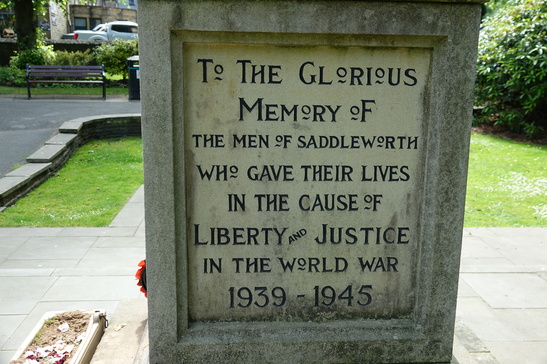 To The Glorious
Memory of
THE MEN OF SADDLEWORTH
WHO GAVE THEIR LIVES
IN THE CAUSE OF
LIBERTY AND JUSTICE
IN THE WORLD WAR
1939 - 1945